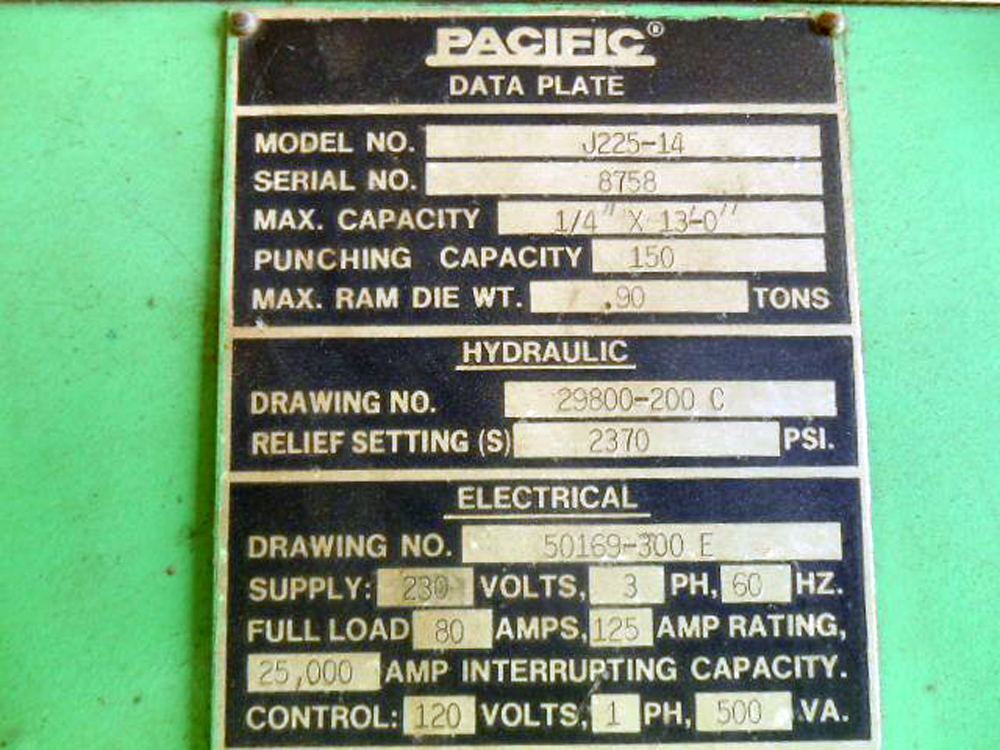 PACIFIC®
DATA PLATE
MODEL NO. J225-14
SERIAL NO. 8758
MAX. CAPACITY 1/4" X 13'-0"
PUNCHING CAPACITY 150
MAX. RAM DIE WT. .90 TONS
HYDRAULIC
DRAWING NO. 29800-200 C
RELIEF SETTING (S) 2370 PSI.
ELECTRICAL
DRAWING NO. 50169-300 E
SUPPLY: 230 VOLTS, 3 PH, 60 HZ.
FULL LOAD 80 AMPS, 125 AMP RATING,
25,000 AMP INTERRUPTING CAPACITY.
CONTROL: 120 VOLTS, 1 PH, 500 VA.